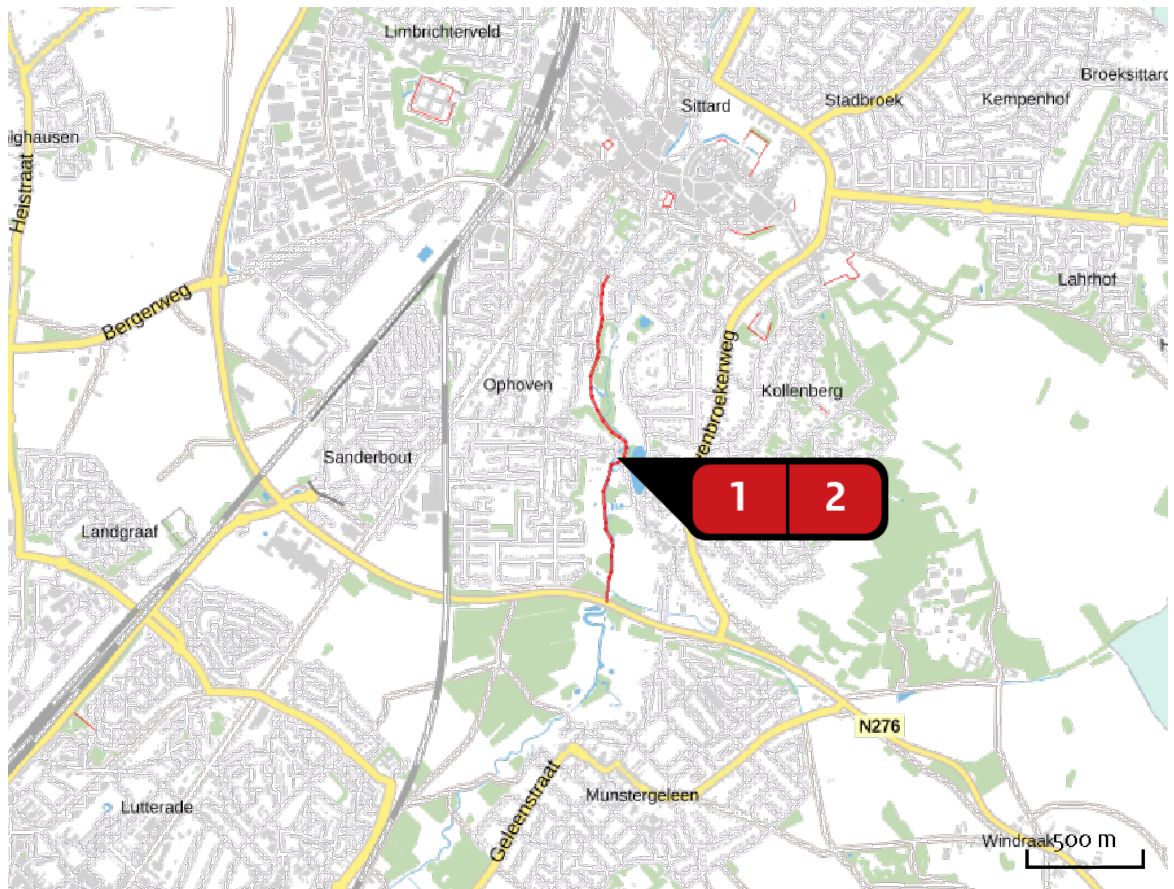 Limbrichterveld
Broeksittard
Sittard
Stadbroek
Kempenhof
Heistraat
Lahrhof
Bergerweg
Ophoven
Kollenberg
enbroekerweg
Sanderbout
1 2
Landgraaf
N276
Munstergeleen
Lutterade
Geleenstraat
Windraak
500 m